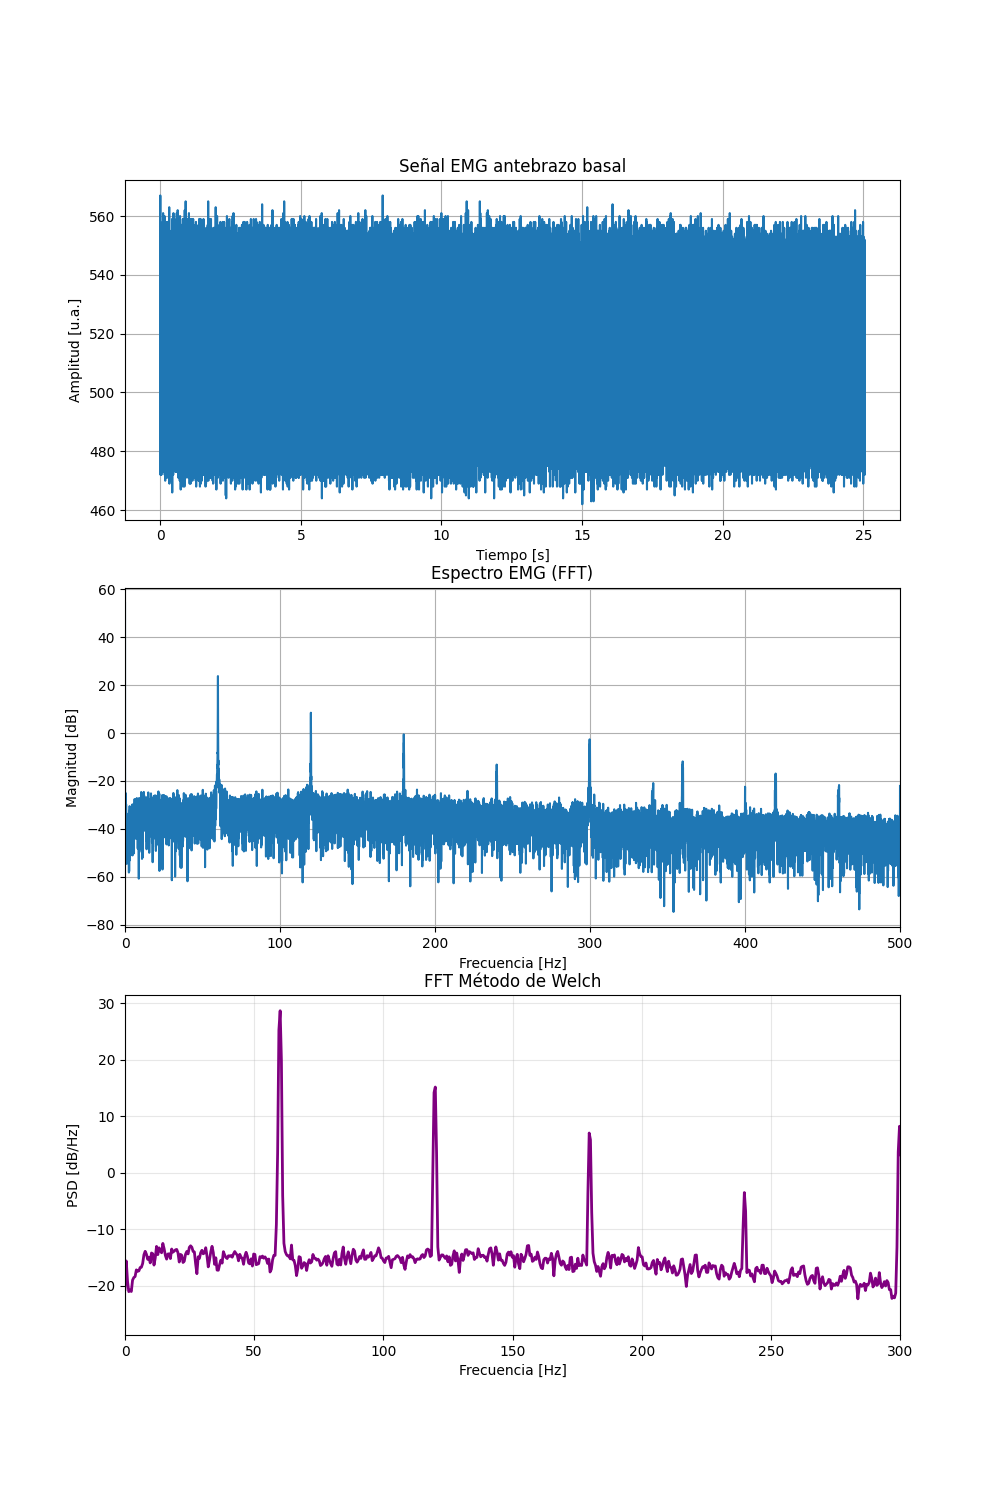 Señal EMG antebrazo basal
560
540
520
500
480
460
Amplitud [u.a.]
0 5 10 15 20 25
Tiempo [s]
Espectro EMG (FFT)
60
40
20
0
−20
−40
−60
−80
Magnitud [dB]
0 100 200 300 400 500
Frecuencia [Hz]
FFT Método de Welch
30
20
10
0
−10
−20
PSD [dB/Hz]
0 50 100 150 200 250 300
Frecuencia [Hz]